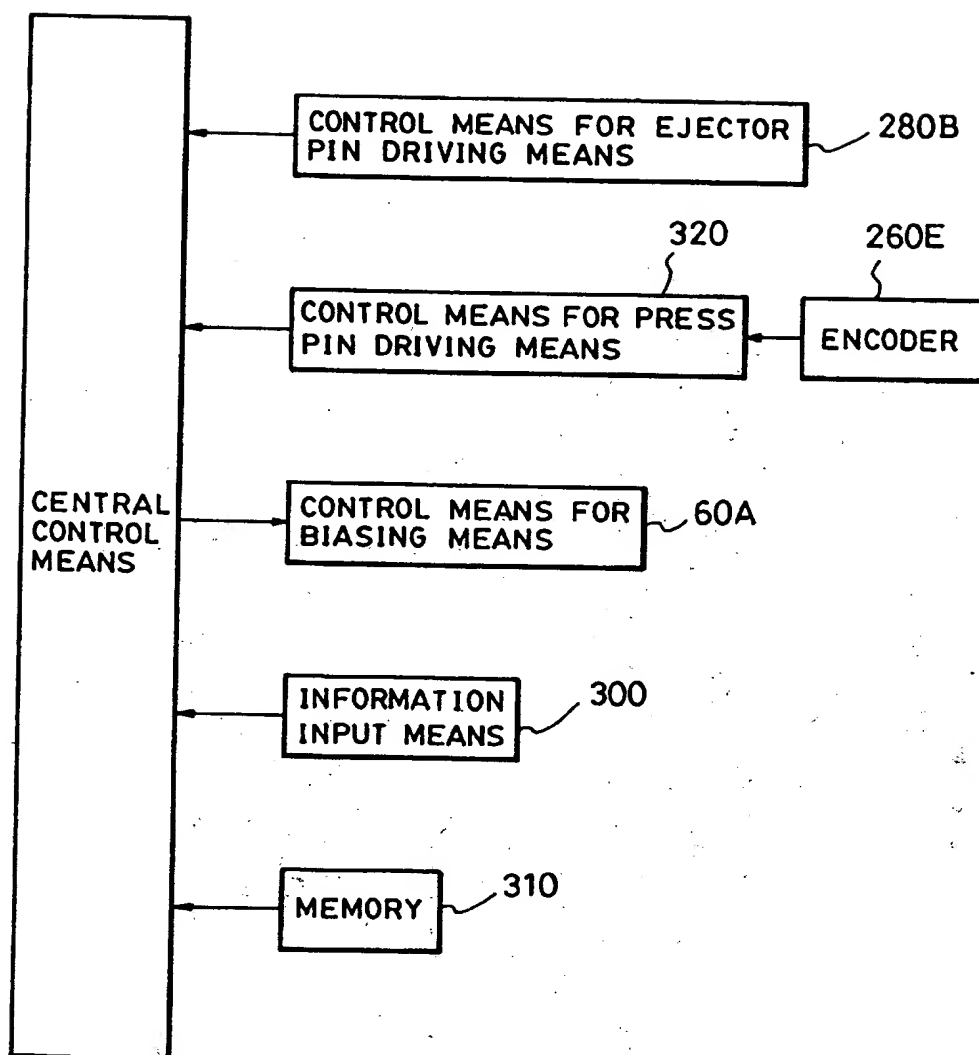 CONTROL MEANS FOR EJECTOR
PIN DRIVING MEANS
280B
320
260E
CONTROL MEANS FOR PRESS
PIN DRIVING MEANS
ENCODER
CENTRAL
CONTROL
MEANS
CONTROL MEANS FOR
BIASING MEANS
60A
INFORMATION
INPUT MEANS
300
MEMORY
310